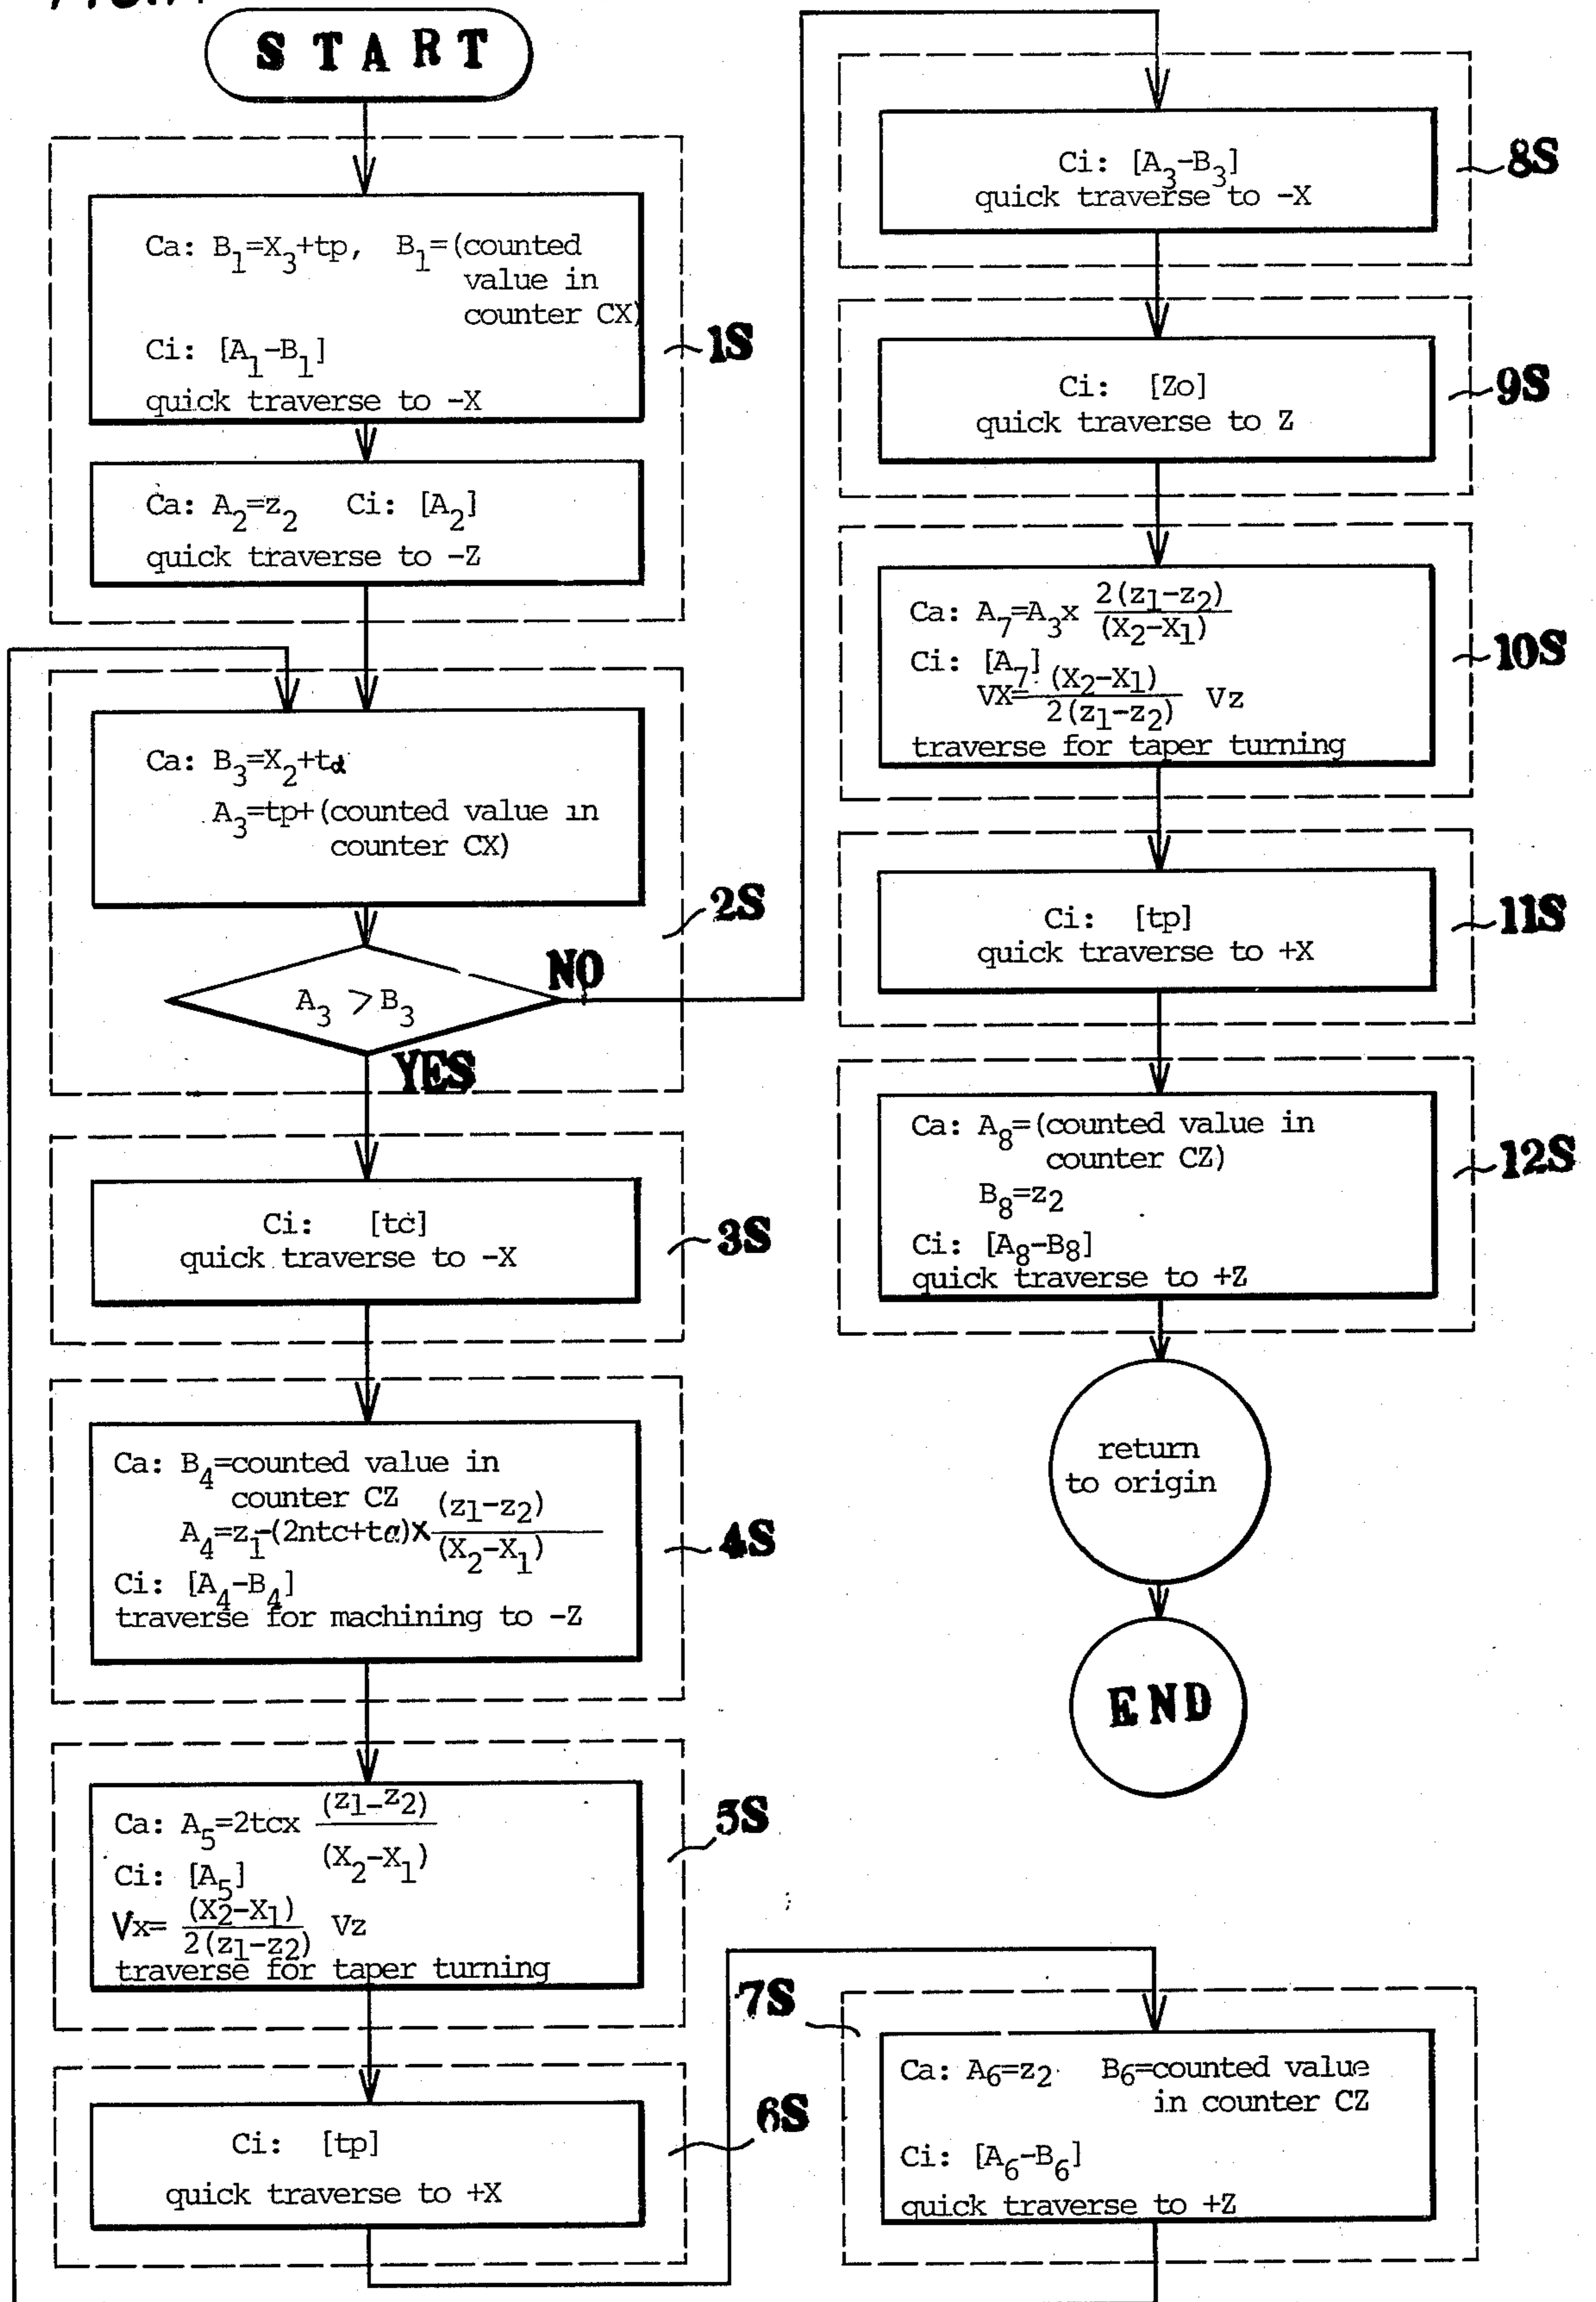 START
Ca: B₁=X₃+tp, B₁=(counted
value in
counter CX)
Ci: [A₁-B₁]
quick traverse to -X
1S
Ca: A₂=z₂ Ci: [A₂]
quick traverse to -Z
Ca: B₃=X₂+tα
A₃=tp+(counted value in
counter CX)
2S
A₃ > B₃
NO
YES
Ci: [tc]
quick traverse to -X
3S
Ca: B₄=counted value in
counter CZ
A₄=z₁-(2ntc+tα)x (z₁-z₂)
(X₂-X₁)
Ci: [A₄-B₄]
traverse for machining to -Z
4S
Ca: A₅=2tcx (z₁-z₂)
(X₂-X₁)
Ci: [A₅]
Vx= (X₂-X₁) Vz
2(z₁-z₂)
traverse for taper turning
5S
Ci: [tp]
quick traverse to +X
6S
7S
Ca: A₆=z₂ B₆=counted value
in counter CZ
Ci: [A₆-B₆]
quick traverse to +Z
Ci: [A₃-B₃]
quick traverse to -X
8S
Ci: [Zo]
quick traverse to Z
9S
Ca: A₇=A₃x 2(z₁-z₂)
(X₂-X₁)
Ci: [A₇]
VX= (X₂-X₁) Vz
2(z₁-z₂)
traverse for taper turning
10S
Ci: [tp]
quick traverse to +X
11S
Ca: A₈=(counted value in
counter CZ)
B₈=z₂
Ci: [A₈-B₈]
quick traverse to +Z
12S
return
to origin
END